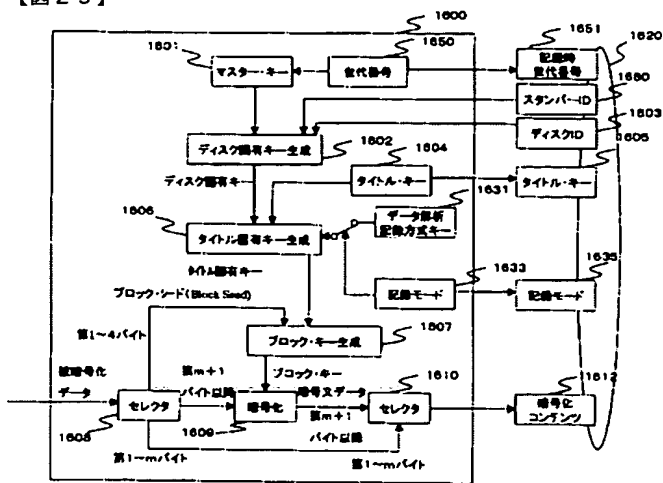 【図25】
1600
1601
1650
1651
1620
マスター・キー
世代番号
記録時
世代番号
1680
スタンパーID
1603
ディスクID
ディスク固有キー生成
1602
1604
1605
ディスク固有キー
タイトル・キー
タイトル・キー
1606
1631
データ解析
記録方式キー
タイトル固有キー生成
タイトル固有キー
1633
1635
記録モード
記録モード
ブロック・シード(Block Seed)
第1~4バイト
ブロック・キー生成
1607
被暗号化
データ
第m+1
バイト以降
ブロック・キー
暗号文データ
第m+1
バイト以降
1610
1612
セレクタ
暗号化
セレクタ
暗号化
コンテンツ
1608
1609
第1~mバイト
第1~mバイト